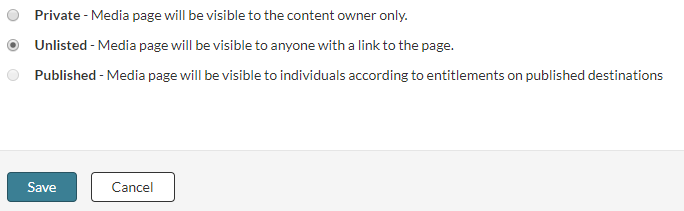 Private - Media page will be visible to the content owner only.
Unlisted - Media page will be visible to anyone with a link to the page.
Published - Media page will be visible to individuals according to entitlements on published destinations
Save Cancel